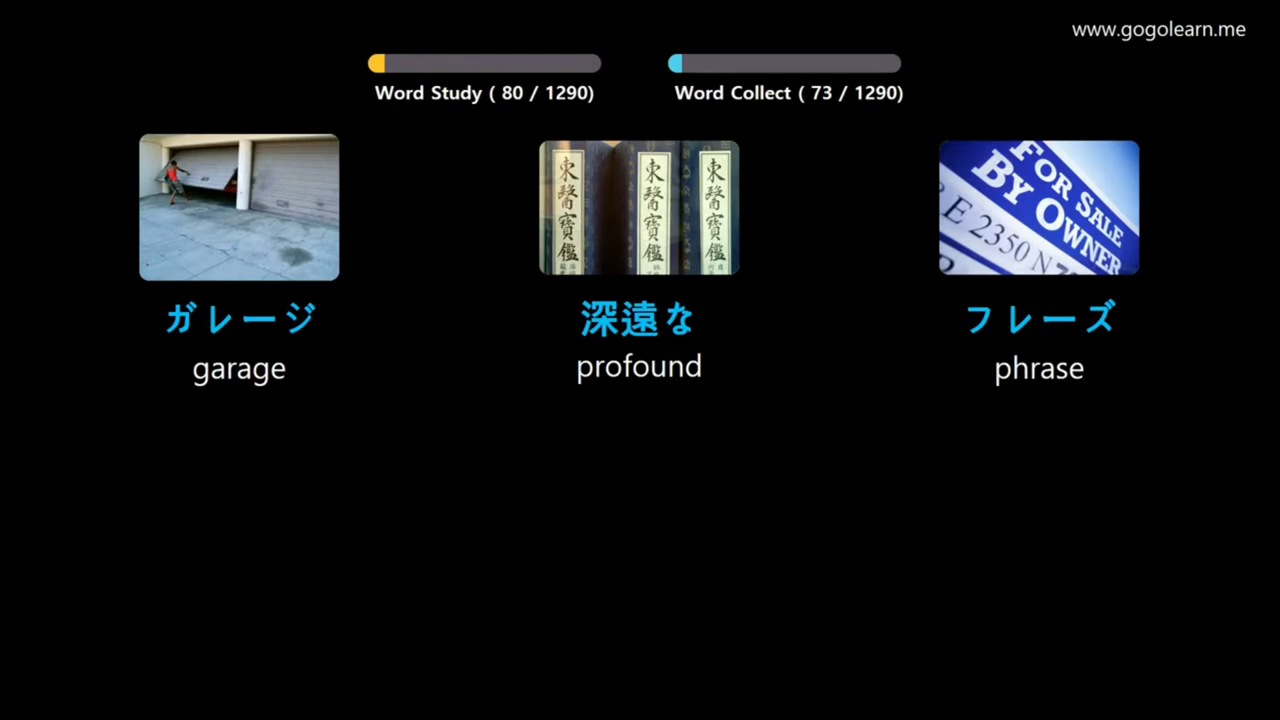 www.gogolearn.me
Word Study ( 80 / 1290)
Word Collect ( 73 / 1290)
東醫寶鑑
東醫寶鑑
東醫寶鑑
FOR SALE
BY OWNER
E 2350 N
ガレージ
深遠な
フレーズ
garage
profound
phrase